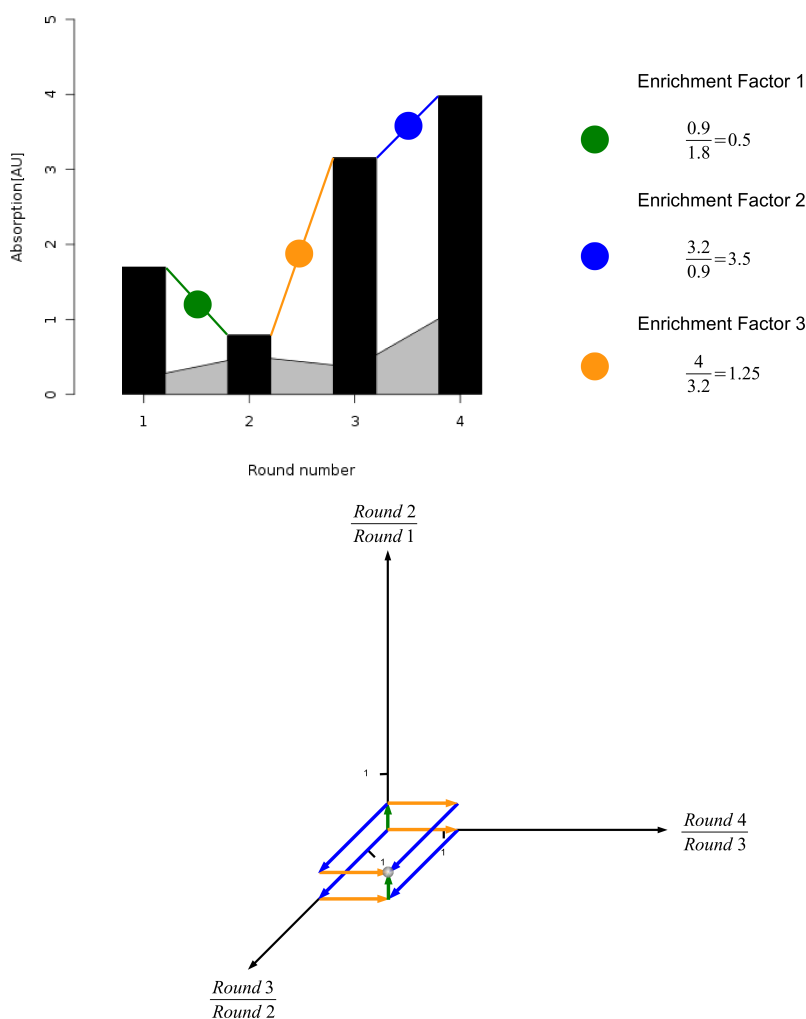 5
4
3
2
1
0
Absorption[AU]
1 2 3 4
Round number
Enrichment Factor 1
0.9/1.8=0.5
Enrichment Factor 2
3.2/0.9=3.5
Enrichment Factor 3
4/3.2=1.25
Round 2
Round 1
1
1
1
Round 4
Round 3
Round 3
Round 2